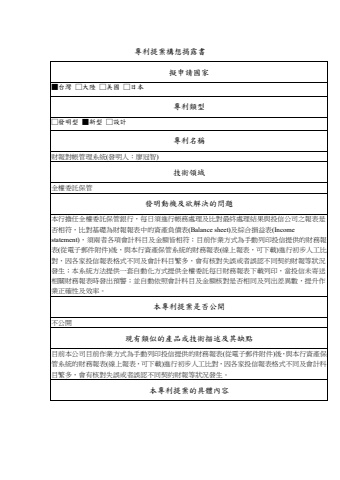 專利提案構想揭露書
擬申請國家
■台灣 □大陸 □美國 □日本
專利類型
□發明型 ■新型 □設計
專利名稱
財報對帳管理系統(發明人：廖冠智)
技術領域
全權委託保管
發明動機及欲解決的問題
本行擔任全權委託保管銀行，每日須進行帳務處理及比對最終處理結果與投信公司之報表是
否相符，比對基礎為財報報表中的資產負債表(Balance sheet)及綜合損益表(Income
statement)，須兩者各項會計科目及金額皆相符；目前作業方式為手動列印投信提供的財務報
表(從電子郵件附件)後，與本行資產保管系統的財務報表(線上報表，可下載)進行初步人工比
對，因各家投信報表格式不同及會計科目繁多，會有核對失誤或者誤認不同契約財報等狀況
發生；本系統方法提供一套自動化方式提供全權委託每日財務報表下載列印，當投信未寄送
相關財務報表時發出預警；並自動依照會計科目及金額核對是否相同及列出差異數，提升作
業正確性及效率。
本專利提案是否公開
不公開
現有類似的產品或技術描述及其缺點
目前本公司目前作業方式為手動列印投信提供的財務報表(從電子郵件附件)後，與本行資產保
管系統的財務報表(線上報表，可下載)進行初步人工比對，因各家投信報表格式不同及會計科
目繁多，會有核對失誤或者誤認不同契約財報等狀況發生。
本專利提案的具體內容